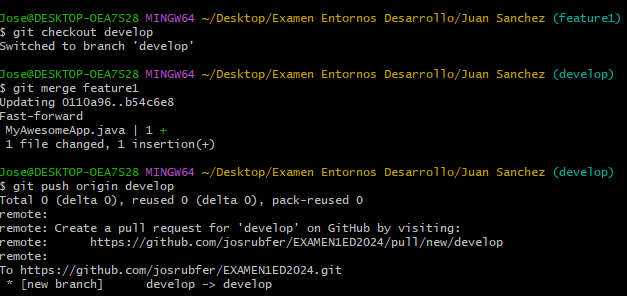 Jose@DESKTOP-OEA7S28 MINGW64 ~/Desktop/Examen Entornos Desarrollo/Juan Sanchez (feature1)
$ git checkout develop
Switched to branch 'develop'
Jose@DESKTOP-OEA7S28 MINGW64 ~/Desktop/Examen Entornos Desarrollo/Juan Sanchez (develop)
$ git merge feature1
Updating 0110a96..b54c6e8
Fast-forward
 MyAwesomeApp.java | 1 +
 1 file changed, 1 insertion(+)
Jose@DESKTOP-OEA7S28 MINGW64 ~/Desktop/Examen Entornos Desarrollo/Juan Sanchez (develop)
$ git push origin develop
Total 0 (delta 0), reused 0 (delta 0), pack-reused 0
remote:
remote: Create a pull request for 'develop' on GitHub by visiting:
remote:      https://github.com/josrubfer/EXAMEN1ED2024/pull/new/develop
remote:
To https://github.com/josrubfer/EXAMEN1ED2024.git
 * [new branch]      develop -> develop